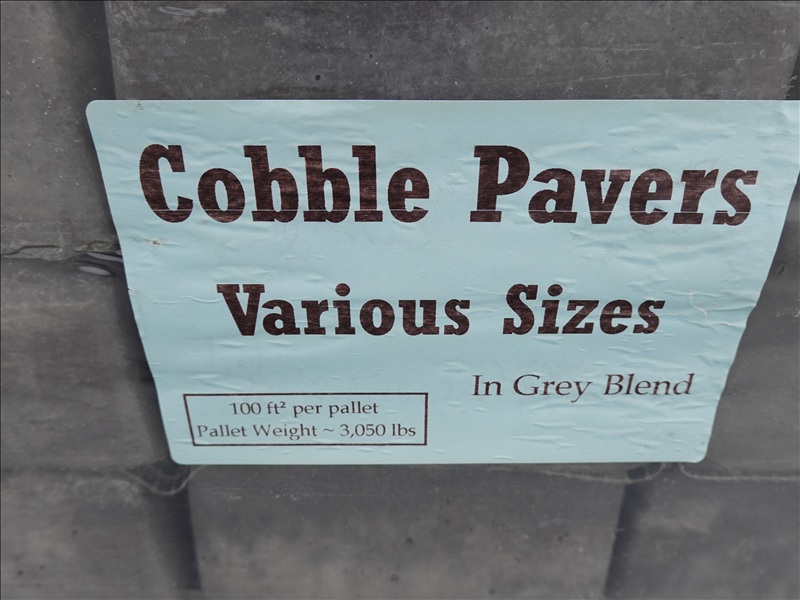 Cobble Pavers
Various Sizes
In Grey Blend
100 ft² per pallet
Pallet Weight ~ 3,050 lbs